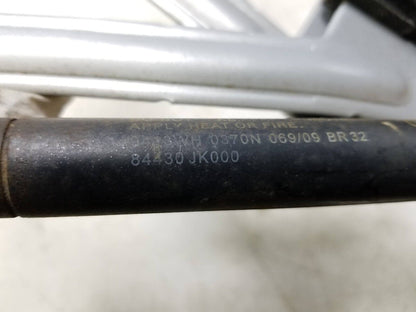 APPLY HEAT OR FIRE.
0370N 069/09 BR32
84430 JK000